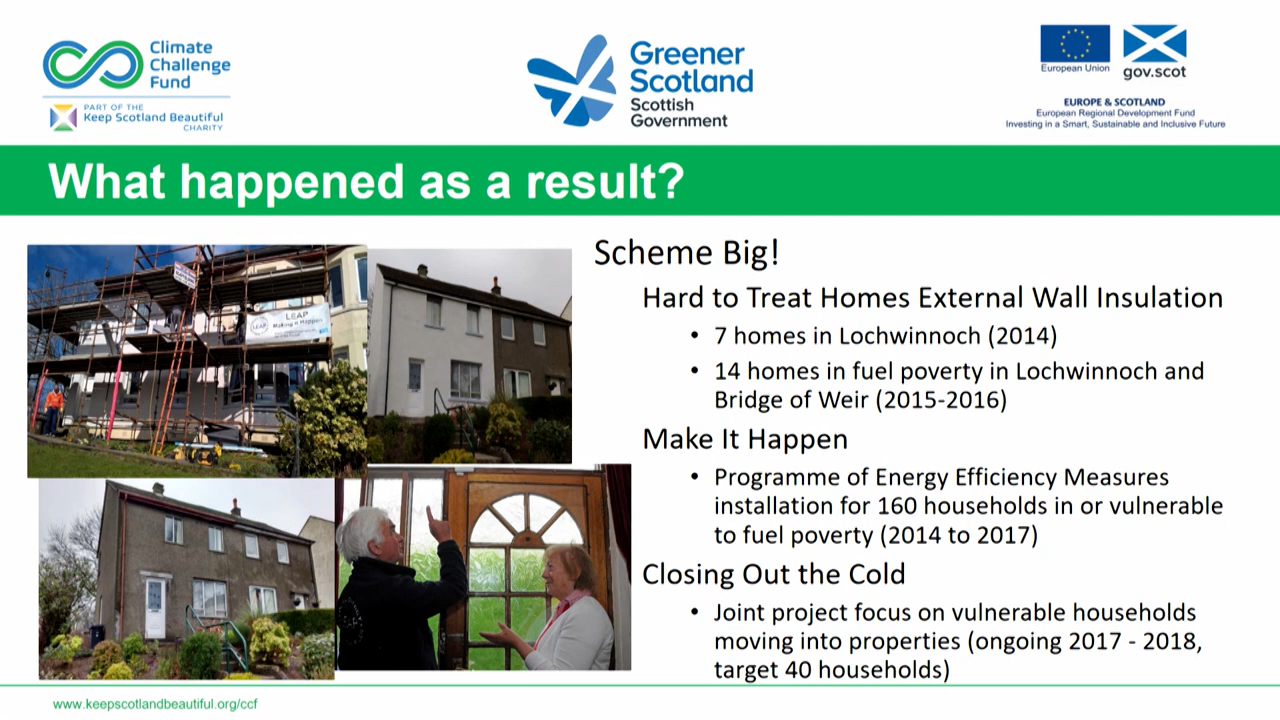 Climate
Challenge
Fund
PART OF THE
Keep Scotland Beautiful
CHARITY
Greener
Scotland
Scottish
Government
European Union
gov.scot
EUROPE & SCOTLAND
European Regional Development Fund
Investing in a Smart, Sustainable and Inclusive Future
What happened as a result?
LEAP
Making it Happen
LEAP
Scheme Big!
Hard to Treat Homes External Wall Insulation
• 7 homes in Lochwinnoch (2014)
• 14 homes in fuel poverty in Lochwinnoch and
Bridge of Weir (2015-2016)
Make It Happen
• Programme of Energy Efficiency Measures
installation for 160 households in or vulnerable
to fuel poverty (2014 to 2017)
Closing Out the Cold
• Joint project focus on vulnerable households
moving into properties (ongoing 2017 - 2018,
target 40 households)
www.keepscotlandbeautiful.org/ccf